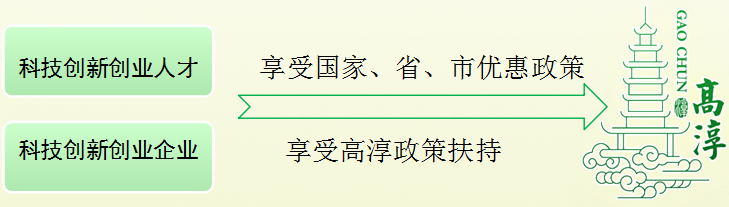 科技创新创业人才
享受国家、省、市优惠政策
科技创新创业企业
享受高淳政策扶持
GAO CHUN
高淳